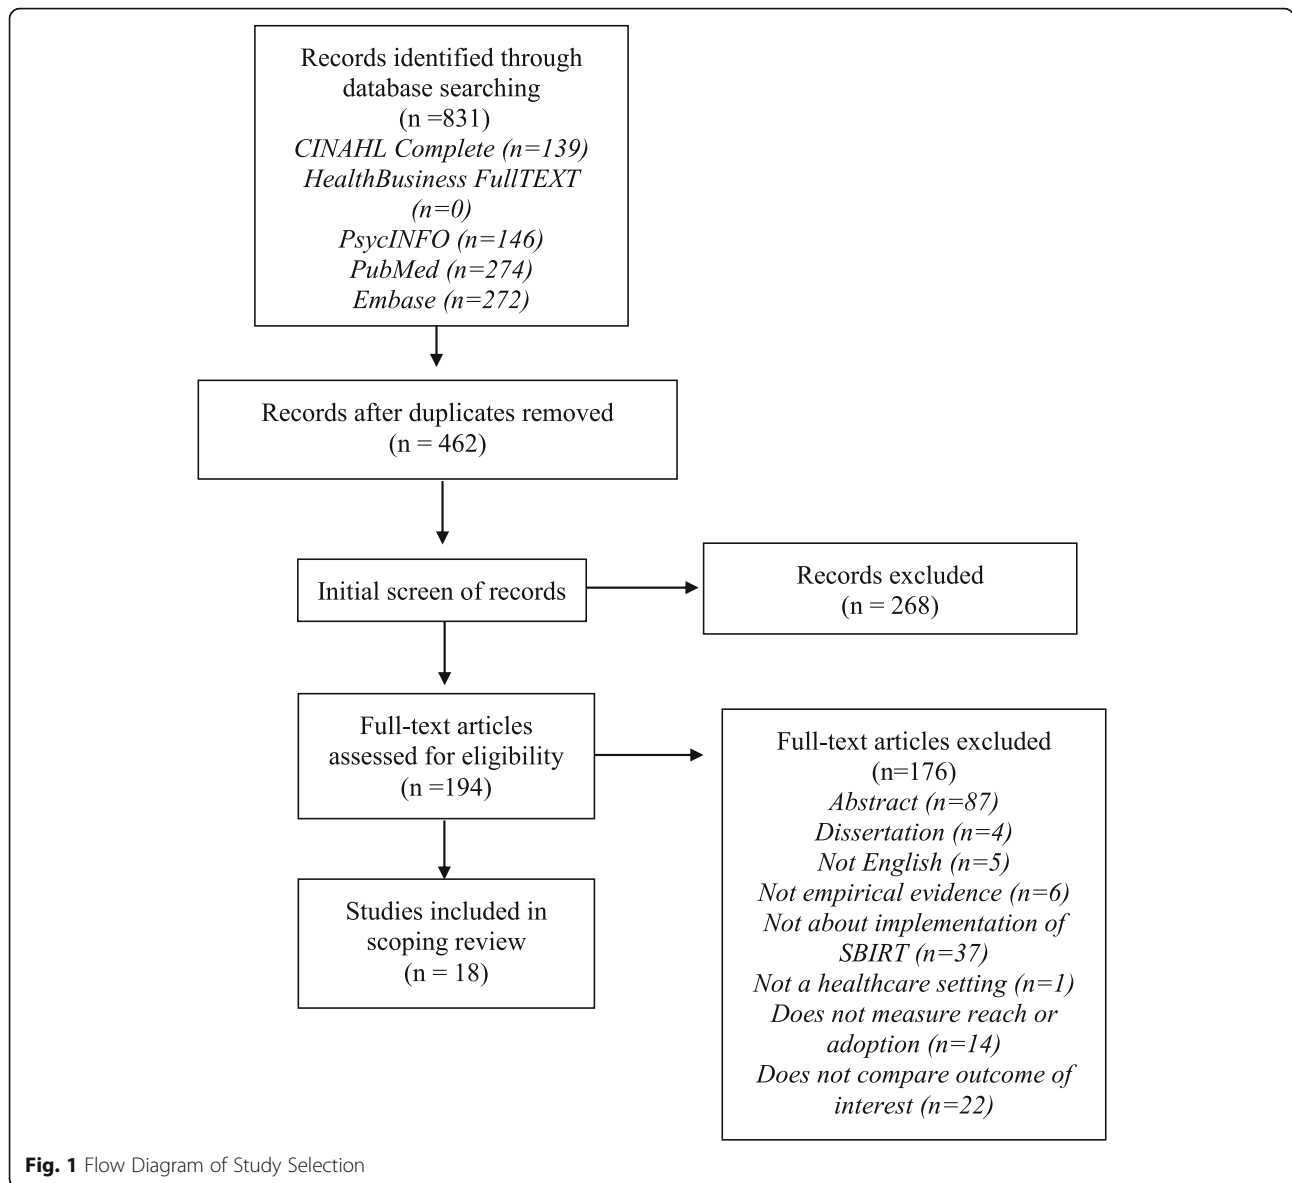 Records identified through
database searching
(n =831)
CINAHL Complete (n=139)
HealthBusiness FullTEXT
(n=0)
PsycINFO (n=146)
PubMed (n=274)
Embase (n=272)
Records after duplicates removed
(n = 462)
Initial screen of records
Records excluded
(n = 268)
Full-text articles
assessed for eligibility
(n =194)
Full-text articles excluded
(n=176)
Abstract (n=87)
Dissertation (n=4)
Not English (n=5)
Not empirical evidence (n=6)
Not about implementation of
SBIRT (n=37)
Not a healthcare setting (n=1)
Does not measure reach or
adoption (n=14)
Does not compare outcome of
interest (n=22)
Studies included in
scoping review
(n = 18)
Fig. 1 Flow Diagram of Study Selection